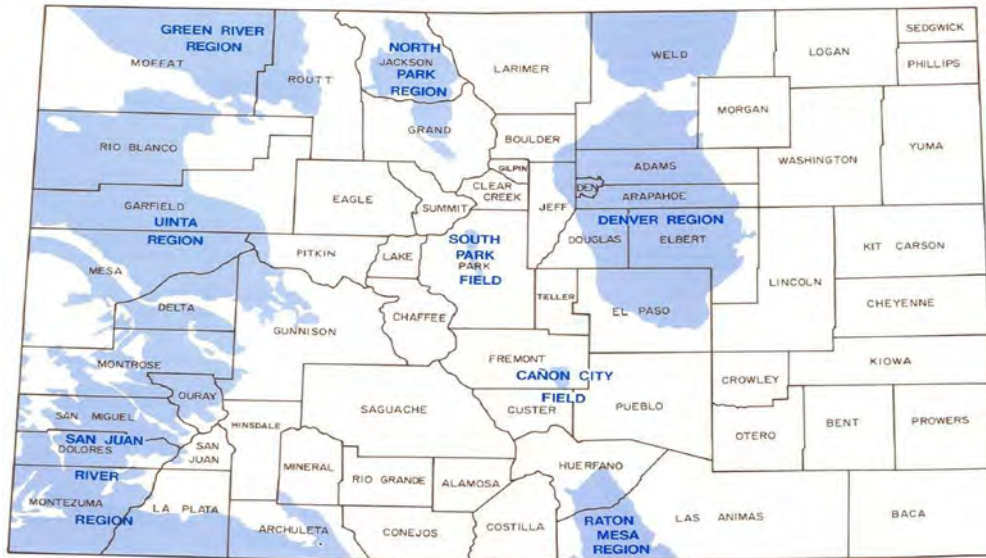 GREEN RIVER
REGION
MOFFAT
ROUTT
NORTH
JACKSON
PARK
REGION
LARIMER
WELD
LOGAN
SEDGWICK
PHILLIPS
MORGAN
GRAND
BOULDER
RIO BLANCO
WASHINGTON
YUMA
GILPIN
ADAMS
CLEAR
CREEK
DEN
ARAPAHOE
EAGLE
SUMMIT
JEFF
GARFIELD
UINTA
REGION
DENVER REGION
DOUGLAS
ELBERT
PITKIN
LAKE
SOUTH
PARK
PARK
FIELD
KIT CARSON
MESA
LINCOLN
DELTA
TELLER
CHEYENNE
GUNNISON
CHAFFEE
EL PASO
MONTROSE
FREMONT
KIOWA
CAÑON CITY
FIELD
CROWLEY
OURAY
SAN MIGUEL
SAGUACHE
CUSTER
PUEBLO
HINSDALE
OTERO
BENT
PROWERS
SAN JUAN
DOLORES
SAN
JUAN
RIVER
MINERAL
RIO GRANDE
ALAMOSA
HUERFANO
MONTEZUMA
REGION
LA PLATA
ARCHULETA
CONEJOS
COSTILLA
RATON
MESA
REGION
LAS ANIMAS
BACA